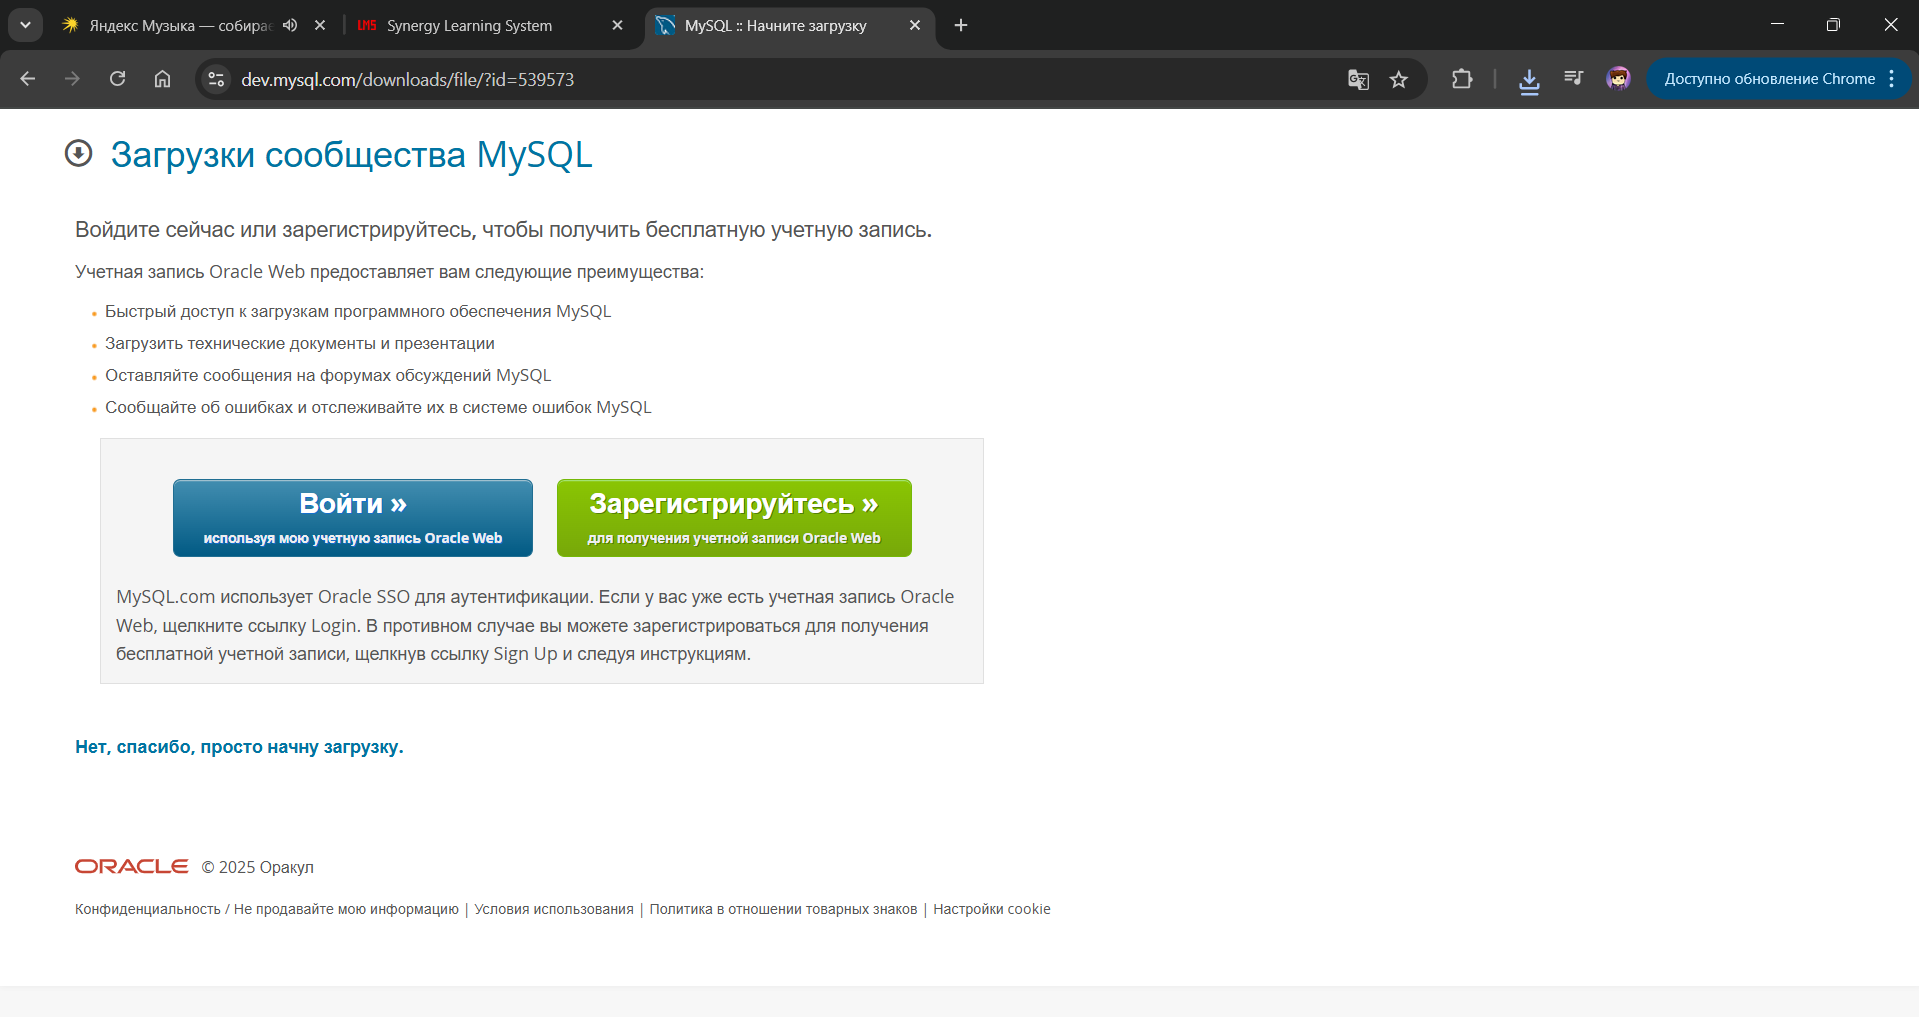 Яндекс Музыка — собирае
LMS Synergy Learning System
MySQL :: Начните загрузку
dev.mysql.com/downloads/file/?id=539573
Доступно обновление Chrome
Загрузки сообщества MySQL
Войдите сейчас или зарегистрируйтесь, чтобы получить бесплатную учетную запись.
Учетная запись Oracle Web предоставляет вам следующие преимущества:
Быстрый доступ к загрузкам программного обеспечения MySQL
Загрузить технические документы и презентации
Оставляйте сообщения на форумах обсуждений MySQL
Сообщайте об ошибках и отслеживайте их в системе ошибок MySQL
Войти »
используя мою учетную запись Oracle Web
Зарегистрируйтесь »
для получения учетной записи Oracle Web
MySQL.com использует Oracle SSO для аутентификации. Если у вас уже есть учетная запись Oracle
Web, щелкните ссылку Login. В противном случае вы можете зарегистрироваться для получения
бесплатной учетной записи, щелкнув ссылку Sign Up и следуя инструкциям.
Нет, спасибо, просто начну загрузку.
ORACLE © 2025 Оракул
Конфиденциальность / Не продавайте мою информацию | Условия использования | Политика в отношении товарных знаков | Настройки cookie